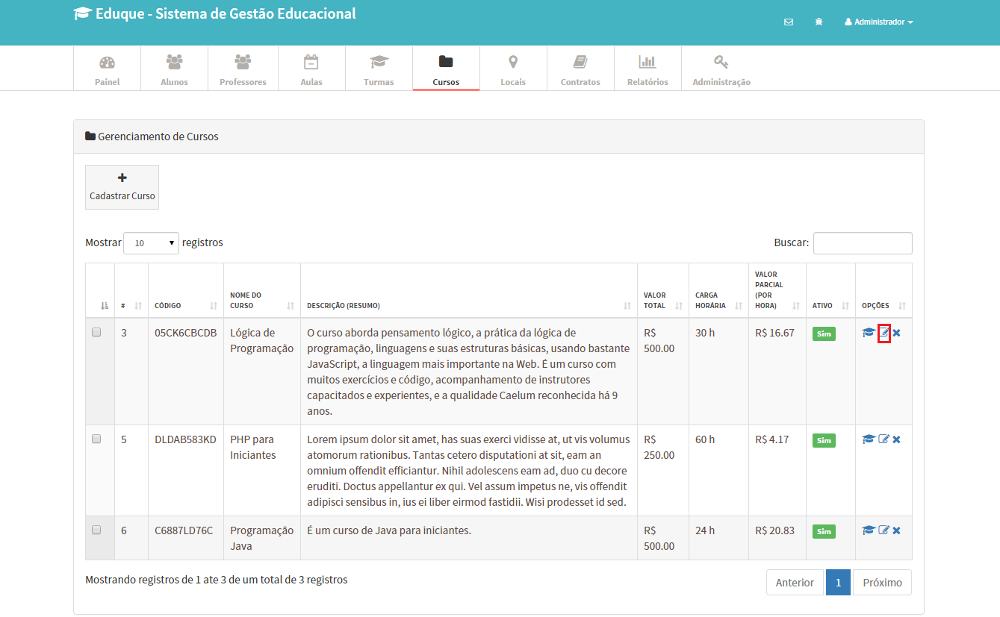 Eduque - Sistema de Gestão Educacional
Administrador
Painel
Alunos
Professores
Aulas
Turmas
Cursos
Locais
Contratos
Relatórios
Administração
Gerenciamento de Cursos
Cadastrar Curso
Mostrar 10 registros
Buscar:
#
CÓDIGO
NOME DO
CURSO
DESCRIÇÃO (RESUMO)
VALOR
TOTAL
CARGA
HORÁRIA
VALOR
PARCIAL
(POR
HORA)
ATIVO
OPÇÕES
3
05CK6CBCDB
Lógica de
Programação
O curso aborda pensamento lógico, a prática da lógica de
programação, linguagens e suas estruturas básicas, usando bastante
JavaScript, a linguagem mais importante na Web. É um curso com
muitos exercícios e código, acompanhamento de instrutores
capacitados e experientes, e a qualidade Caelum reconhecida há 9
anos.
R$
500.00
30 h
R$ 16.67
Sim
5
DLDAB583KD
PHP para
Iniciantes
Lorem ipsum dolor sit amet, has suas exerci vidisse at, ut vis volumus
atomorum rationibus. Tantas cetero disputationi at sit, eam an
omnium offendit efficiantur. Nihil adolescens eam ad, duo cu decore
eruditi. Doctus appellantur ex qui. Vel assum impetus ne, vis offendit
adipisci sensibus in, ius ei liber eirmod fastidii. Wisi prodesset id sed.
R$
250.00
60 h
R$ 4.17
Sim
6
C6887LD76C
Programação
Java
É um curso de Java para iniciantes.
R$
500.00
24 h
R$ 20.83
Sim
Mostrando registros de 1 ate 3 de um total de 3 registros
Anterior
1
Próximo